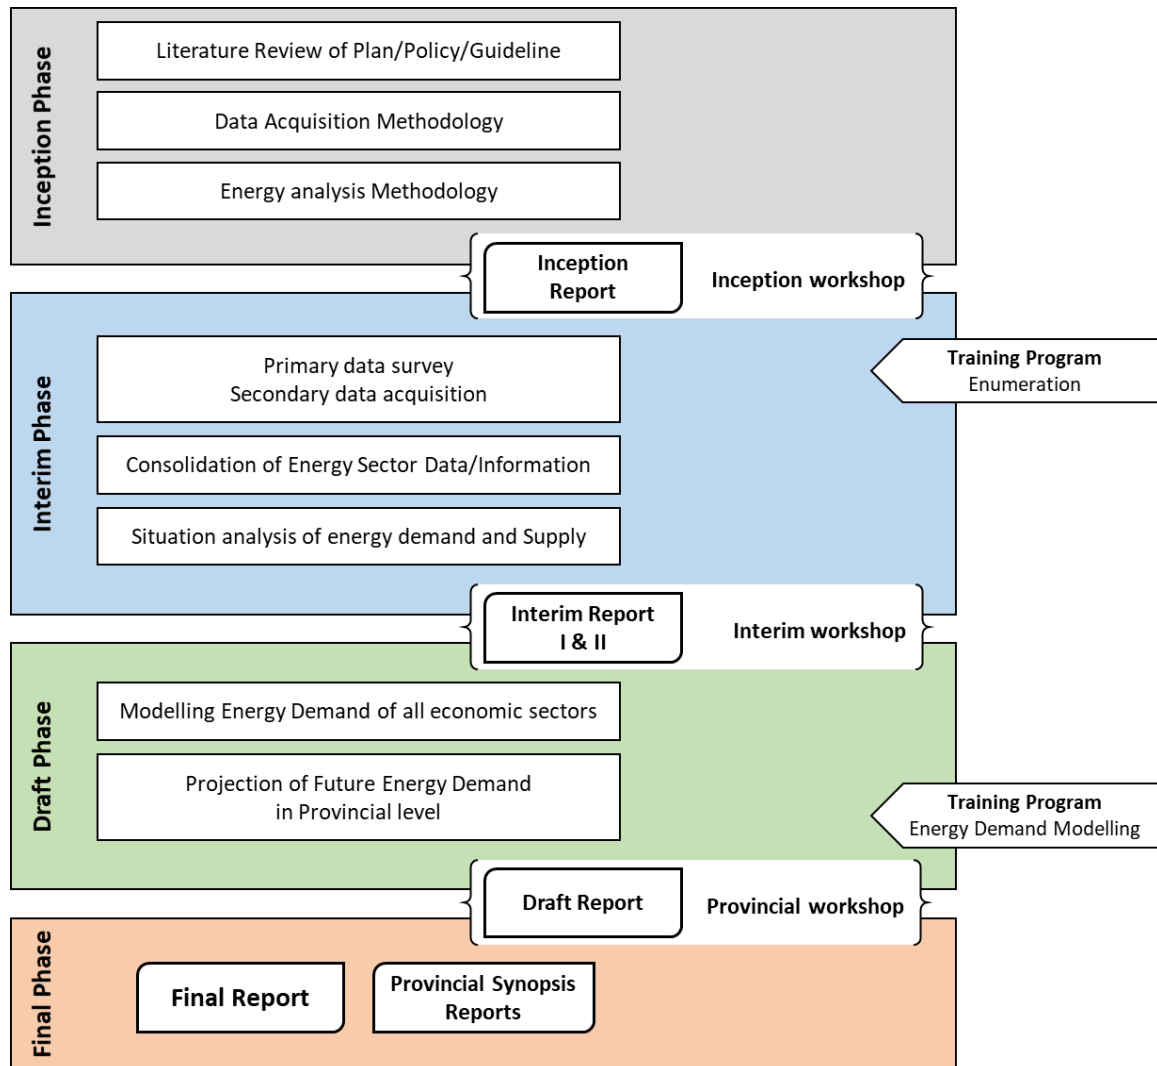 Inception Phase
Literature Review of Plan/Policy/Guideline
Data Acquisition Methodology
Energy analysis Methodology
Inception
Report
Inception workshop
Interim Phase
Primary data survey
Secondary data acquisition
Training Program
Enumeration
Consolidation of Energy Sector Data/Information
Situation analysis of energy demand and Supply
Interim Report
I & II
Interim workshop
Draft Phase
Modelling Energy Demand of all economic sectors
Projection of Future Energy Demand
in Provincial level
Training Program
Energy Demand Modelling
Draft Report
Provincial workshop
Final Phase
Final Report
Provincial Synopsis
Reports